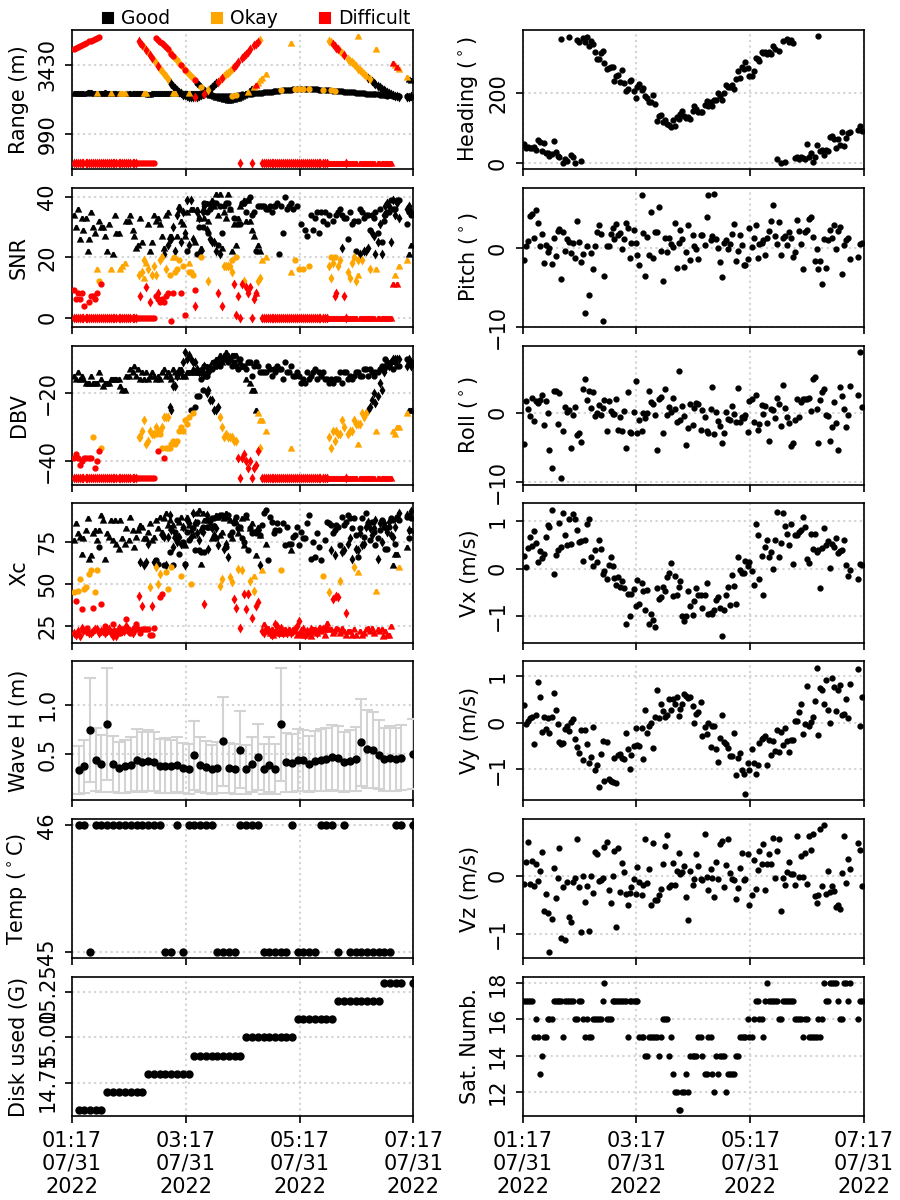 Good Okay Difficult
Range (m)
3430
990
Heading (°)
200
0
SNR
40
20
0
Pitch (°)
0
−10
DBV
−20
−40
Roll (°)
0
−10
Xc
75
50
25
Vx (m/s)
1
0
−1
Wave H (m)
1.0
0.5
Vy (m/s)
1
0
−1
Temp (°C)
46
45
Vz (m/s)
0
−1
Disk used (G)
15.25
15.00
14.75
Sat. Numb.
18
16
14
12
01:17 03:17 05:17 07:17 01:17 03:17 05:17 07:17
07/31 07/31 07/31 07/31 07/31 07/31 07/31 07/31
2022 2022 2022 2022 2022 2022 2022 2022